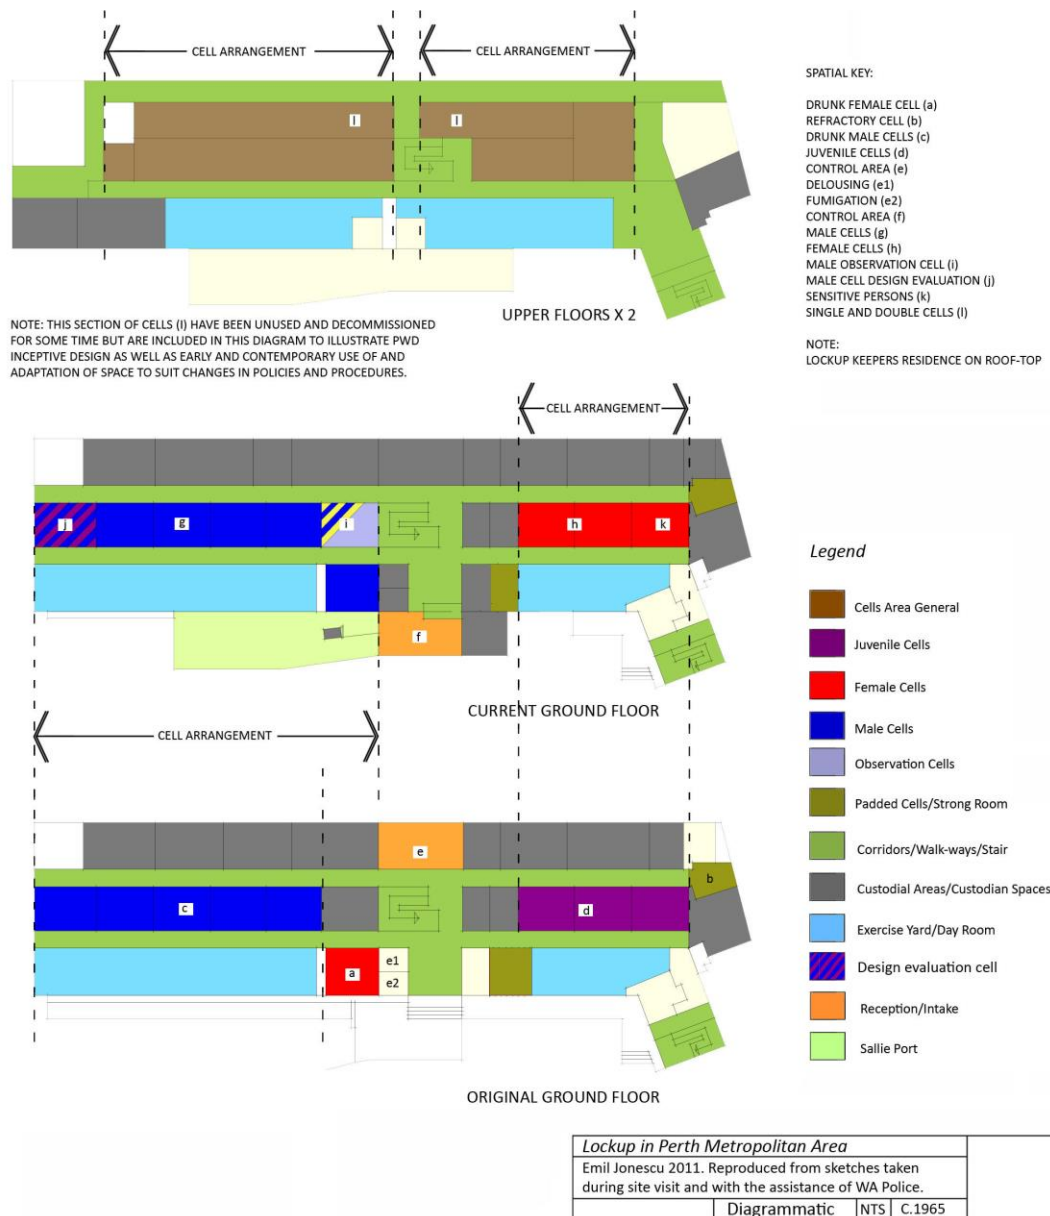 CELL ARRANGEMENT
CELL ARRANGEMENT
SPATIAL KEY:
DRUNK FEMALE CELL (a)
REFRACTORY CELL (b)
DRUNK MALE CELLS (c)
JUVENILE CELLS (d)
CONTROL AREA (e)
DELOUSING (e1)
FUMIGATION (e2)
CONTROL AREA (f)
MALE CELLS (g)
FEMALE CELLS (h)
MALE OBSERVATION CELL (i)
MALE CELL DESIGN EVALUATION (j)
SENSITIVE PERSONS (k)
SINGLE AND DOUBLE CELLS (l)
NOTE:
LOCKUP KEEPERS RESIDENCE ON ROOF-TOP
l
l
UPPER FLOORS X 2
NOTE: THIS SECTION OF CELLS (l) HAVE BEEN UNUSED AND DECOMMISSIONED
FOR SOME TIME BUT ARE INCLUDED IN THIS DIAGRAM TO ILLUSTRATE PWD
INCEPTIVE DESIGN AS WELL AS EARLY AND CONTEMPORARY USE OF AND
ADAPTATION OF SPACE TO SUIT CHANGES IN POLICIES AND PROCEDURES.
CELL ARRANGEMENT
j
g
i
h
k
f
CURRENT GROUND FLOOR
CELL ARRANGEMENT
e
b
c
d
a
e1
e2
ORIGINAL GROUND FLOOR
Legend
Cells Area General
Juvenile Cells
Female Cells
Male Cells
Observation Cells
Padded Cells/Strong Room
Corridors/Walk-ways/Stair
Custodial Areas/Custodian Spaces
Exercise Yard/Day Room
Design evaluation cell
Reception/Intake
Sallie Port
Lockup in Perth Metropolitan Area
Emil Jonescu 2011. Reproduced from sketches taken
during site visit and with the assistance of WA Police.
Diagrammatic NTS C.1965